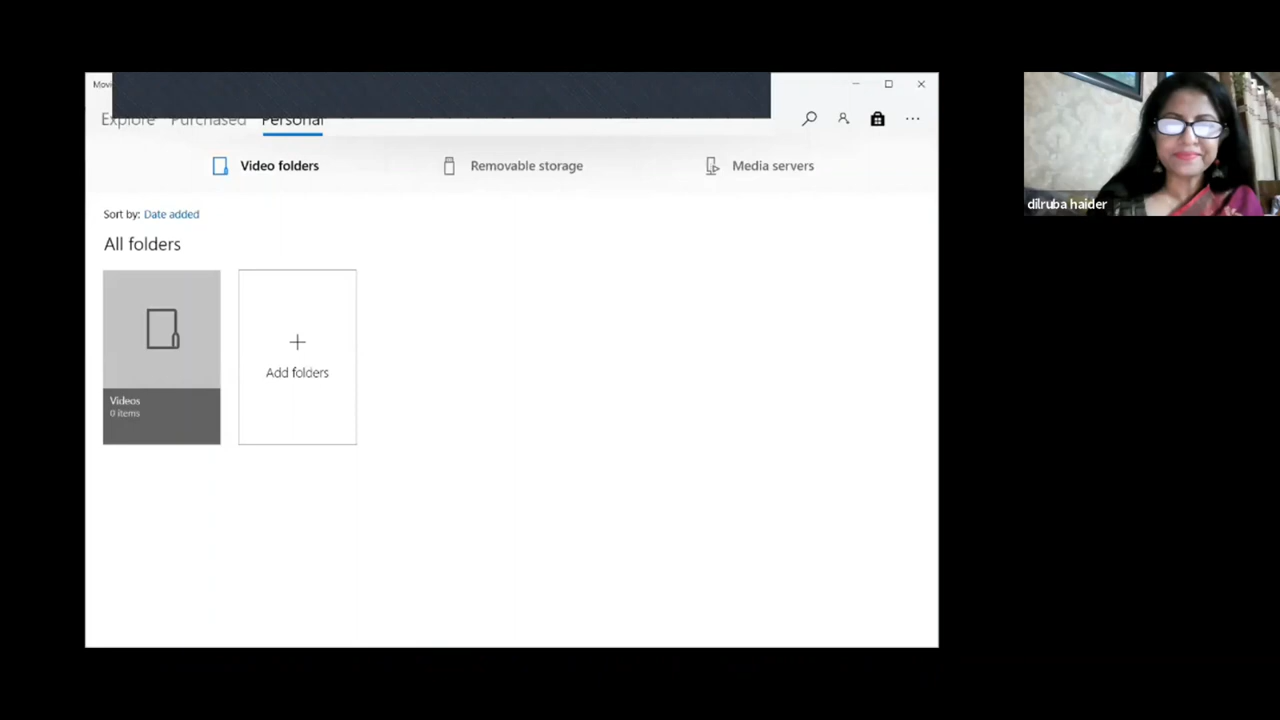 Movi
Explore Purchased Personal
Video folders Removable storage Media servers
Sort by: Date added
All folders
Add folders
Videos
0 items
dilruba haider